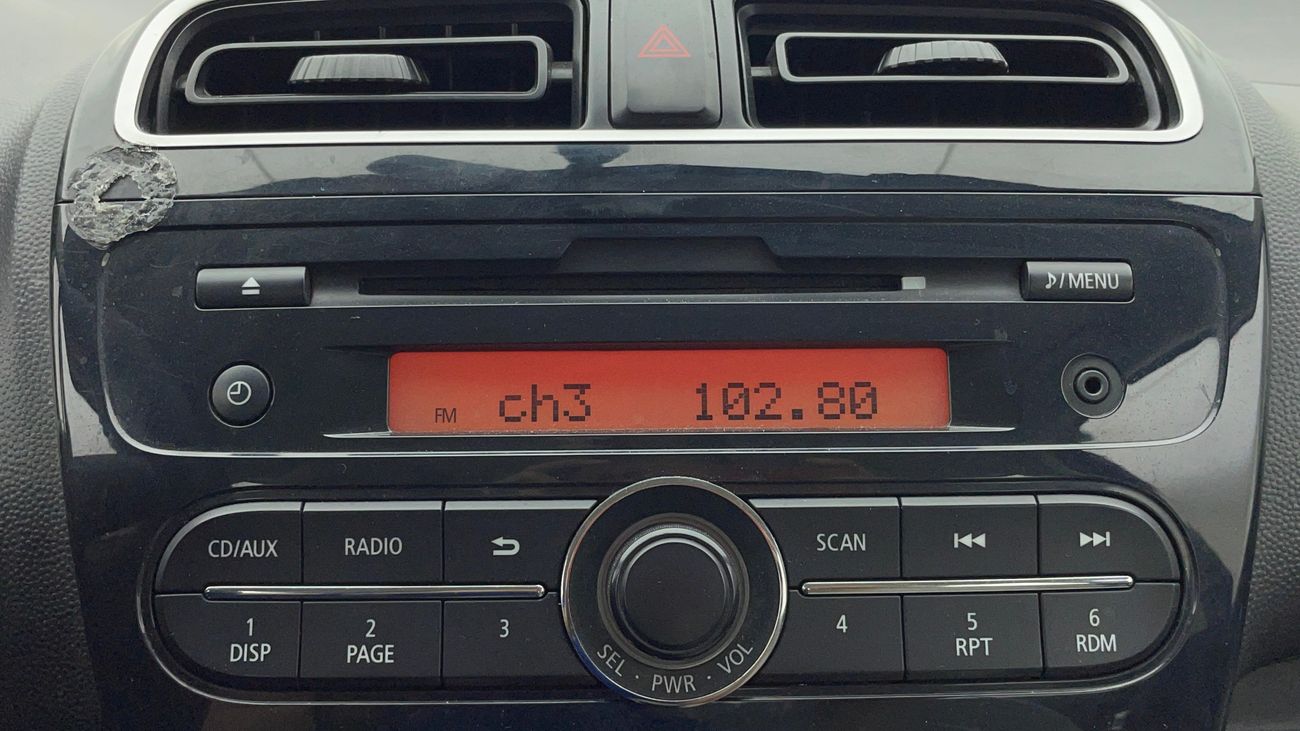 ♪/MENU
FM ch3 102.80
CD/AUX
RADIO
SCAN
1
DISP
2
PAGE
3
4
5
RPT
6
RDM
SEL · PWR · VOL